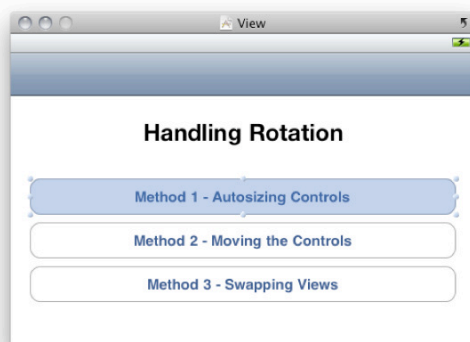 View
Handling Rotation
Method 1 - Autosizing Controls
Method 2 - Moving the Controls
Method 3 - Swapping Views